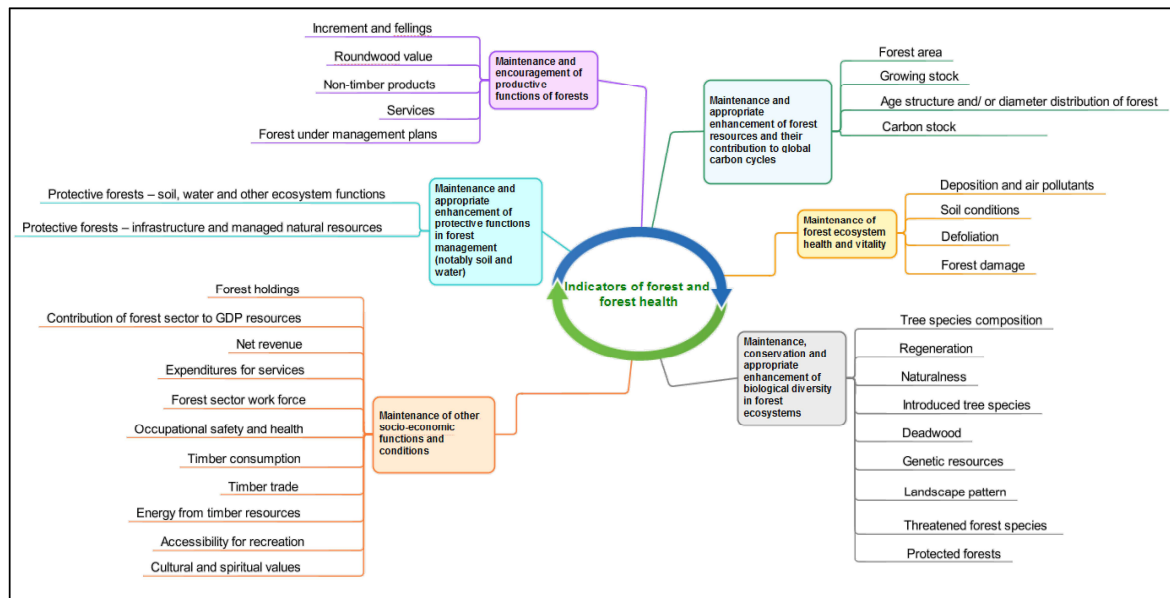 Increment and fellings
Roundwood value
Non-timber products
Services
Forest under management plans
Maintenance and
encouragement of
productive
functions of forests
Protective forests – soil, water and other ecosystem functions
Protective forests – infrastructure and managed natural resources
Maintenance and
appropriate
enhancement of
protective functions
in forest
management
(notably soil and
water)
Forest holdings
Contribution of forest sector to GDP resources
Net revenue
Expenditures for services
Forest sector work force
Occupational safety and health
Timber consumption
Timber trade
Energy from timber resources
Accessibility for recreation
Cultural and spiritual values
Maintenance of other
socio-economic
functions and
conditions
Indicators of forest and
forest health
Maintenance and
appropriate
enhancement of forest
resources and their
contribution to global
carbon cycles
Forest area
Growing stock
Age structure and/ or diameter distribution of forest
Carbon stock
Maintenance of
forest ecosystem
health and vitality
Deposition and air pollutants
Soil conditions
Defoliation
Forest damage
Maintenance,
conservation and
appropriate
enhancement of
biological diversity
in forest
ecosystems
Tree species composition
Regeneration
Naturalness
Introduced tree species
Deadwood
Genetic resources
Landscape pattern
Threatened forest species
Protected forests